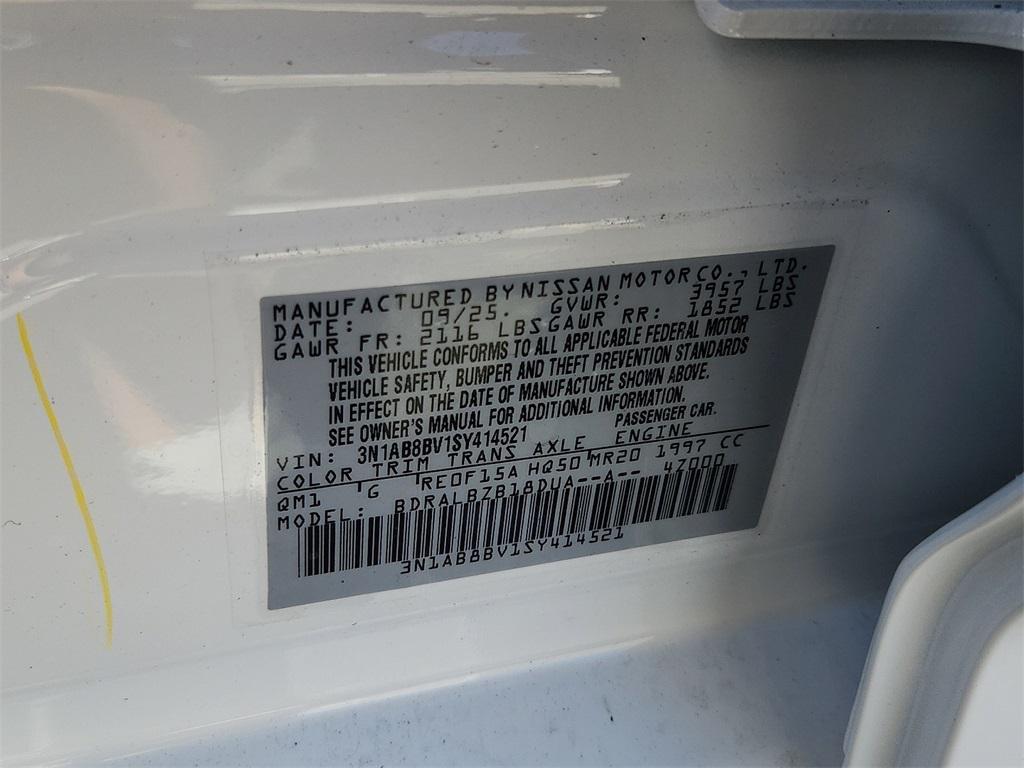 MANUFACTURED BY NISSAN MOTOR CO., LTD.
DATE: 09/25. GVWR: 3957 LBS
GAWR FR: 2116 LBS GAWR RR: 1852 LBS
THIS VEHICLE CONFORMS TO ALL APPLICABLE FEDERAL MOTOR
VEHICLE SAFETY, BUMPER AND THEFT PREVENTION STANDARDS
IN EFFECT ON THE DATE OF MANUFACTURE SHOWN ABOVE.
SEE OWNER'S MANUAL FOR ADDITIONAL INFORMATION.
VIN: 3N1AB8BV1SY414521 PASSENGER CAR.
COLOR TRIM TRANS AXLE ENGINE
QM1 G RE0F15A HQ50 MR20 1997 CC
MODEL: BDRALBZB18DUA--A-- 47000
3N1AB8BV1SY414521